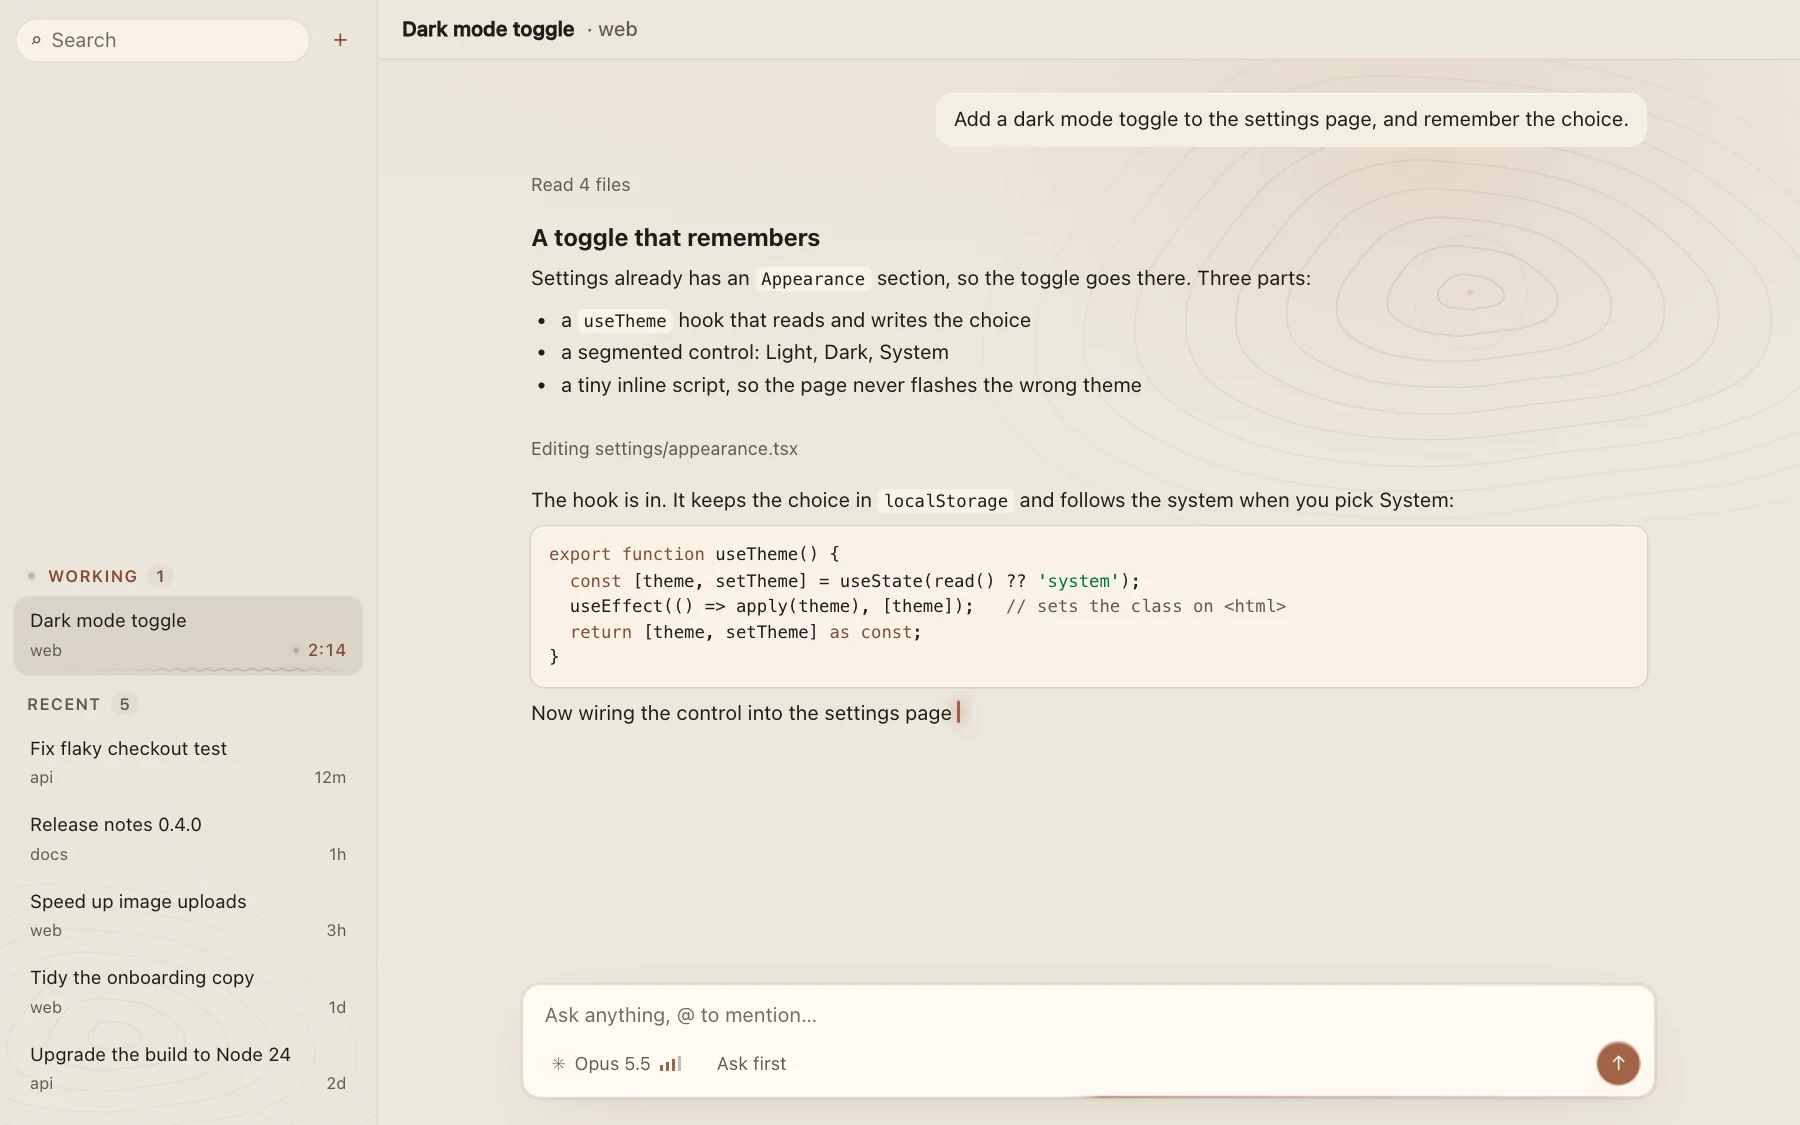 Search
+
WORKING 1
Dark mode toggle
web
2:14
RECENT 5
Fix flaky checkout test
api
12m
Release notes 0.4.0
docs
1h
Speed up image uploads
web
3h
Tidy the onboarding copy
web
1d
Upgrade the build to Node 24
api
2d
Dark mode toggle · web
Add a dark mode toggle to the settings page, and remember the choice.
Read 4 files
A toggle that remembers
Settings already has an Appearance section, so the toggle goes there. Three parts:
• a useTheme hook that reads and writes the choice
• a segmented control: Light, Dark, System
• a tiny inline script, so the page never flashes the wrong theme
Editing settings/appearance.tsx
The hook is in. It keeps the choice in localStorage and follows the system when you pick System:
export function useTheme() {
  const [theme, setTheme] = useState(read() ?? 'system');
  useEffect(() => apply(theme), [theme]);   // sets the class on <html>
  return [theme, setTheme] as const;
}
Now wiring the control into the settings page
Ask anything, @ to mention...
Opus 5.5
Ask first